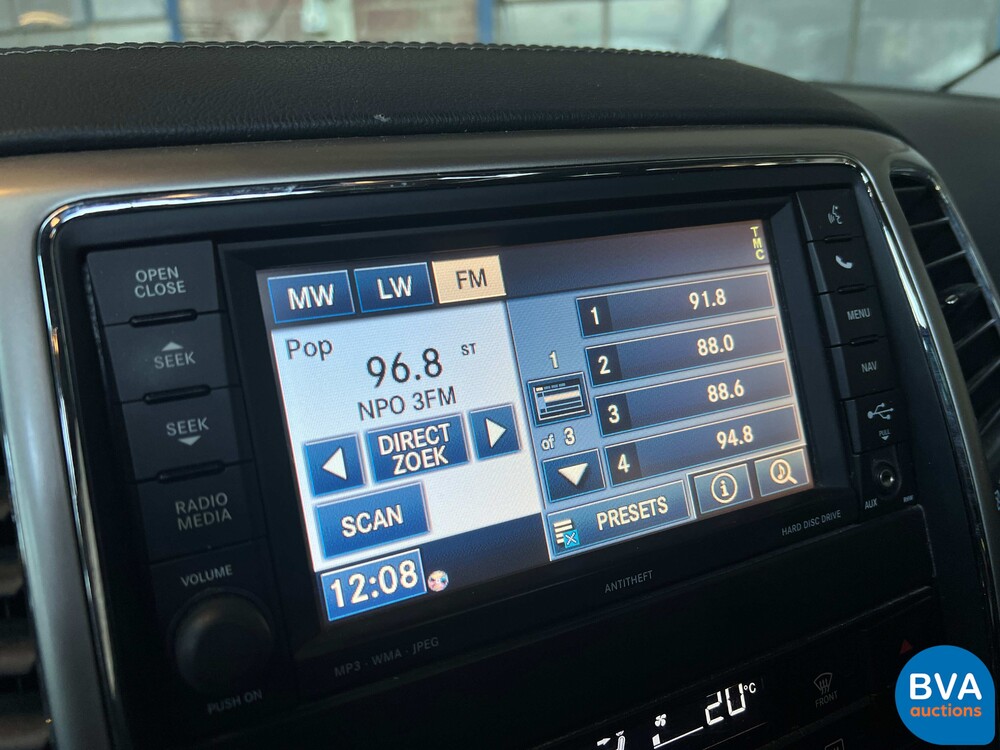 OPEN
CLOSE
SEEK
SEEK
RADIO
MEDIA
VOLUME
PUSH ON
MW LW FM
TMC
Pop
96.8 ST
NPO 3FM
DIRECT
ZOEK
SCAN
12:08
1
of 3
1 91.8
2 88.0
3 88.6
4 94.8
PRESETS
i
MENU
NAV
PULL
AUX
HARD DISC DRIVE
ANTITHEFT
MP3 · WMA · JPEG
20°C
FRONT
BVA
auctions